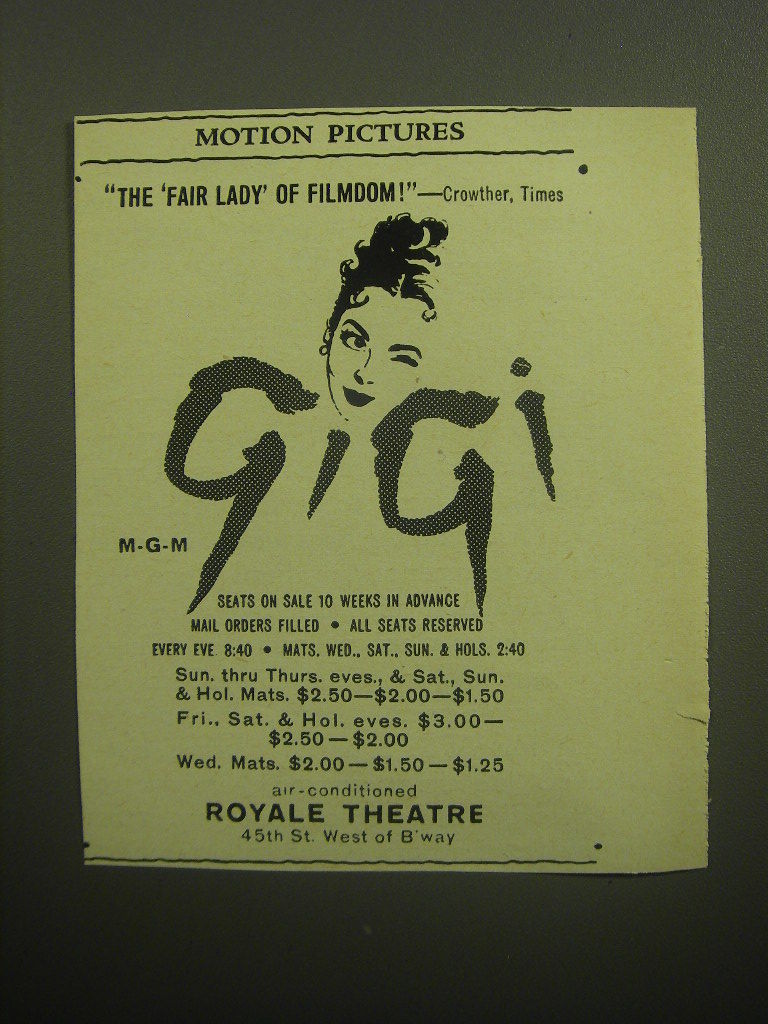 MOTION PICTURES
"THE 'FAIR LADY' OF FILMDOM!"—Crowther, Times
GiGi
M-G-M
SEATS ON SALE 10 WEEKS IN ADVANCE
MAIL ORDERS FILLED • ALL SEATS RESERVED
EVERY EVE. 8:40 • MATS. WED., SAT., SUN. & HOLS. 2:40
Sun. thru Thurs. eves., & Sat., Sun.
& Hol. Mats. $2.50—$2.00—$1.50
Fri., Sat. & Hol. eves. $3.00—
$2.50—$2.00
Wed. Mats. $2.00—$1.50—$1.25
air-conditioned
ROYALE THEATRE
45th St. West of B'way